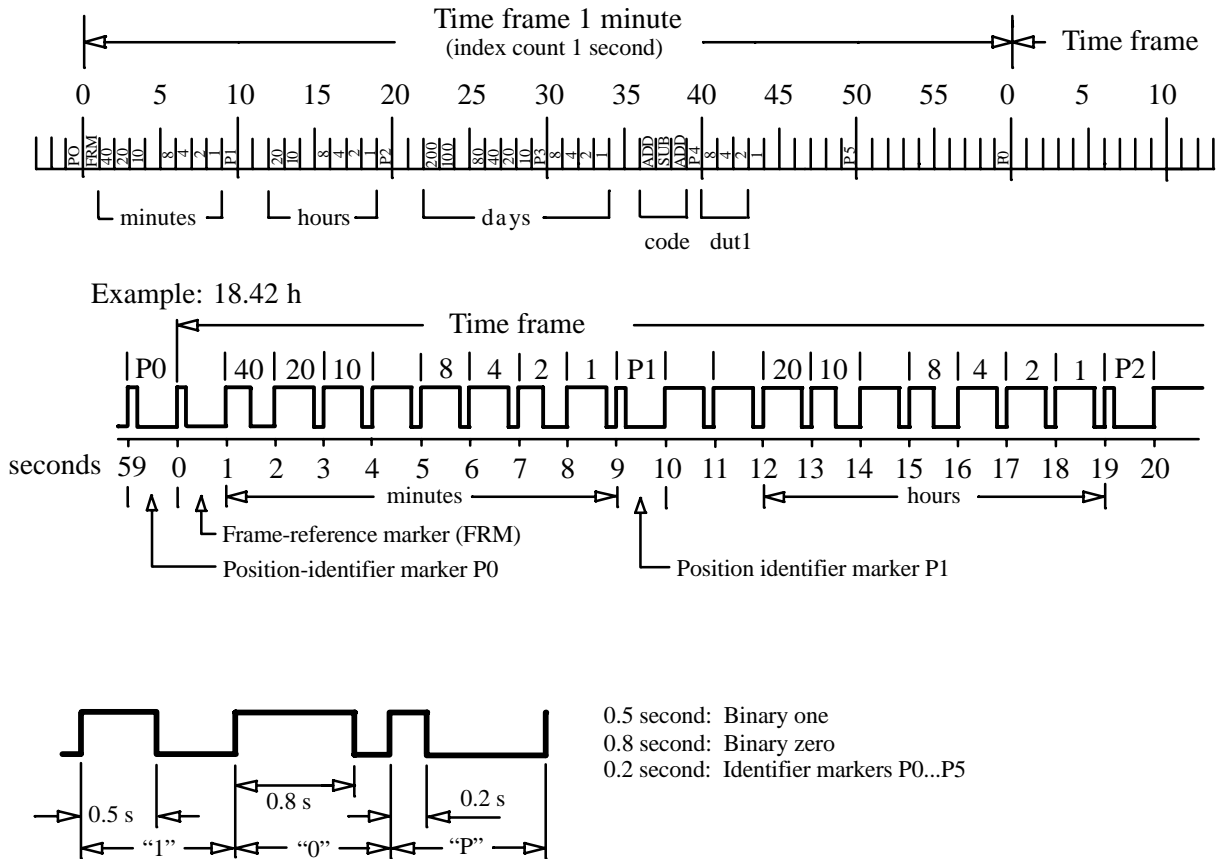 Time frame 1 minute
(index count 1 second)
Time frame
0 5 10 15 20 25 30 35 40 45 50 55 0 5 10
PO FRM 40 20 10 8 4 2 1 P1 20 10 8 4 2 1 P2 200 100 80 40 20 10 P3 8 4 2 1 ADD SUB ADD P4 8 4 2 1 P5 P0
minutes hours days
code dut1
Example: 18.42 h
Time frame
P0 40 20 10 8 4 2 1 P1 20 10 8 4 2 1 P2
seconds 59 0 1 2 3 4 5 6 7 8 9 10 11 12 13 14 15 16 17 18 19 20
minutes hours
Frame-reference marker (FRM)
Position-identifier marker P0
Position identifier marker P1
0.5 second: Binary one
0.8 second: Binary zero
0.2 second: Identifier markers P0...P5
0.5 s 0.8 s 0.2 s
“1” “0” “P”